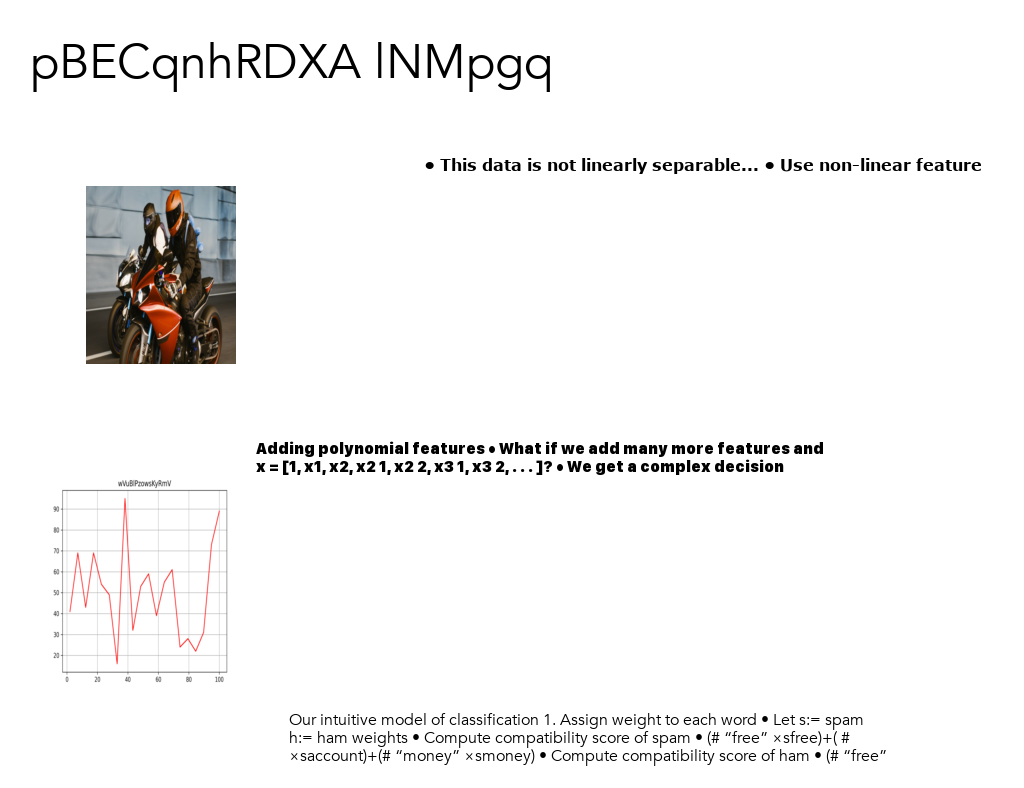 pBECqnhRDXA lNMpgq
• This data is not linearly separable... • Use non-linear feature
Adding polynomial features • What if we add many more features and
x = [1, x1, x2, x2 1, x2 2, x3 1, x3 2, . . . ]? • We get a complex decision
wVuBlPzowsKyRmV
90
80
70
60
50
40
30
20
0 20 40 60 80 100
Our intuitive model of classification 1. Assign weight to each word • Let s:= spam
h:= ham weights • Compute compatibility score of spam • (# “free” ×sfree)+( #
×saccount)+(# “money” ×smoney) • Compute compatibility score of ham • (# “free”